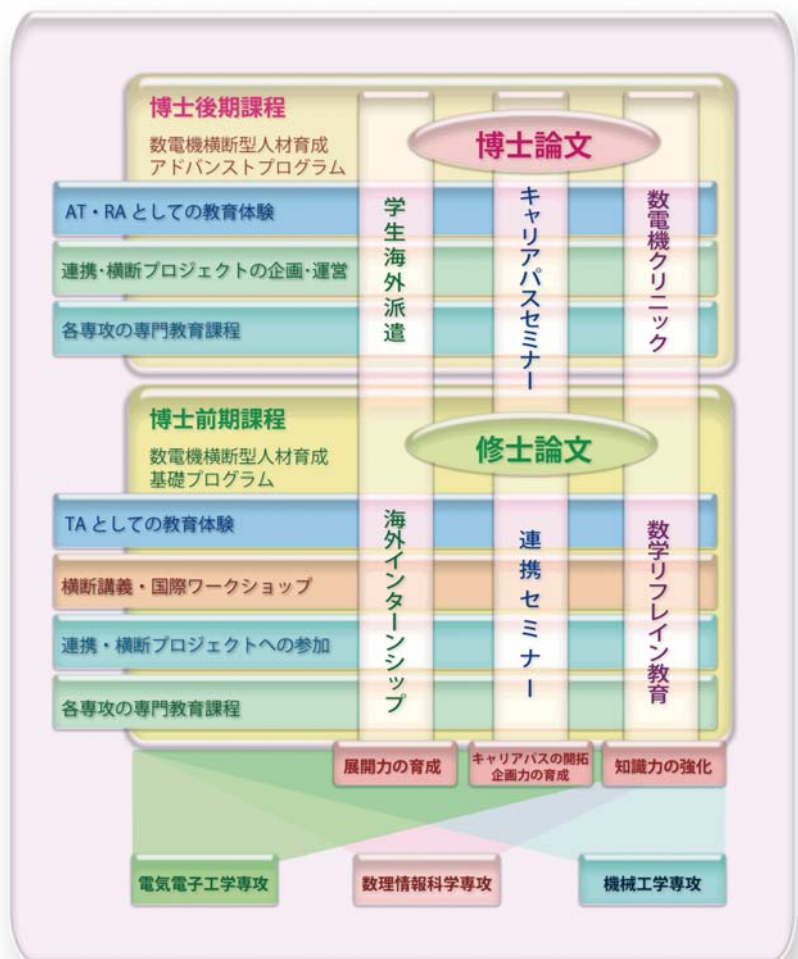 博士後期課程
数電機横断型人材育成
アドバンストプログラム
博士論文
AT・RAとしての教育体験
連携・横断プロジェクトの企画・運営
各専攻の専門教育課程
学生海外派遣
キャリアパスセミナー
数電機クリニック
博士前期課程
数電機横断型人材育成
基礎プログラム
修士論文
TAとしての教育体験
横断講義・国際ワークショップ
連携・横断プロジェクトへの参加
各専攻の専門教育課程
海外インターンシップ
連携セミナー
数学リフレイン教育
展開力の育成
キャリアパスの開拓
企画力の育成
知識力の強化
電気電子工学専攻
数理情報科学専攻
機械工学専攻